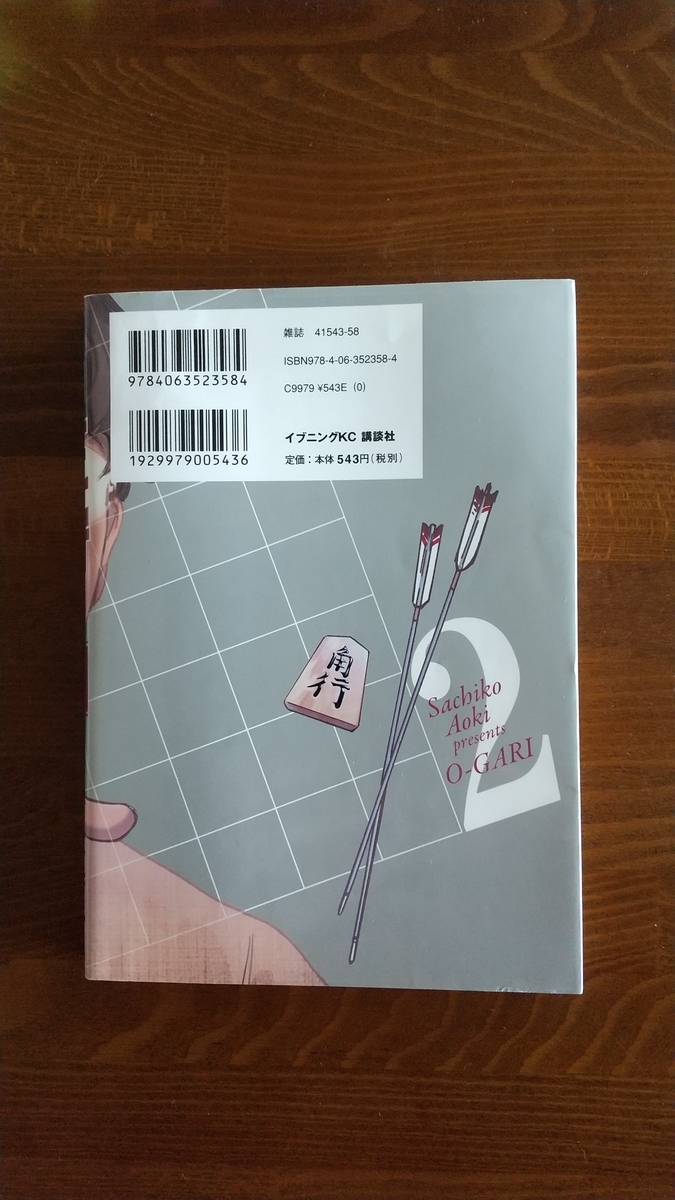 9784063523584
1929979005436
雑誌 41543-58
ISBN978-4-06-352358-4
C9979 ¥543E (0)
イブニングKC 講談社
定価：本体543円(税別)
角行
2
Sachiko
Aoki
presents
O-GARI